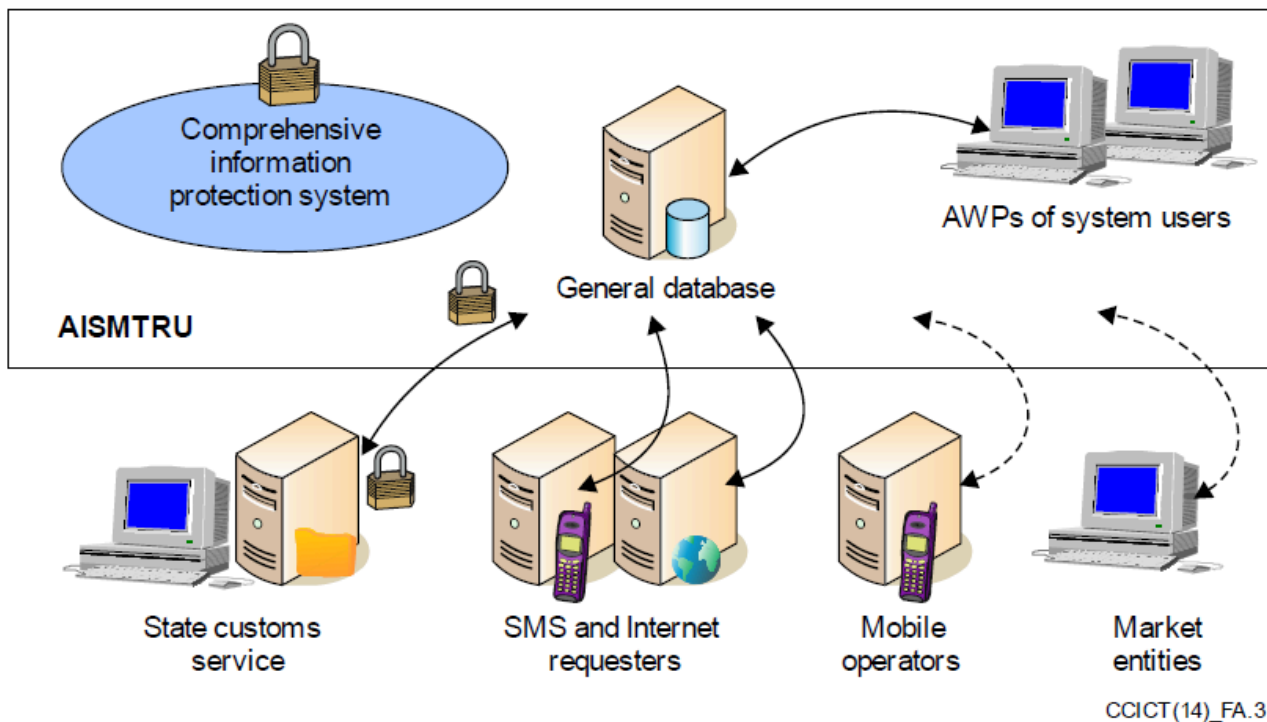 Comprehensive
information
protection system
AWPs of system users
General database
AISMTRU
State customs
service
SMS and Internet
requesters
Mobile
operators
Market
entities
CCICT(14)_FA.3